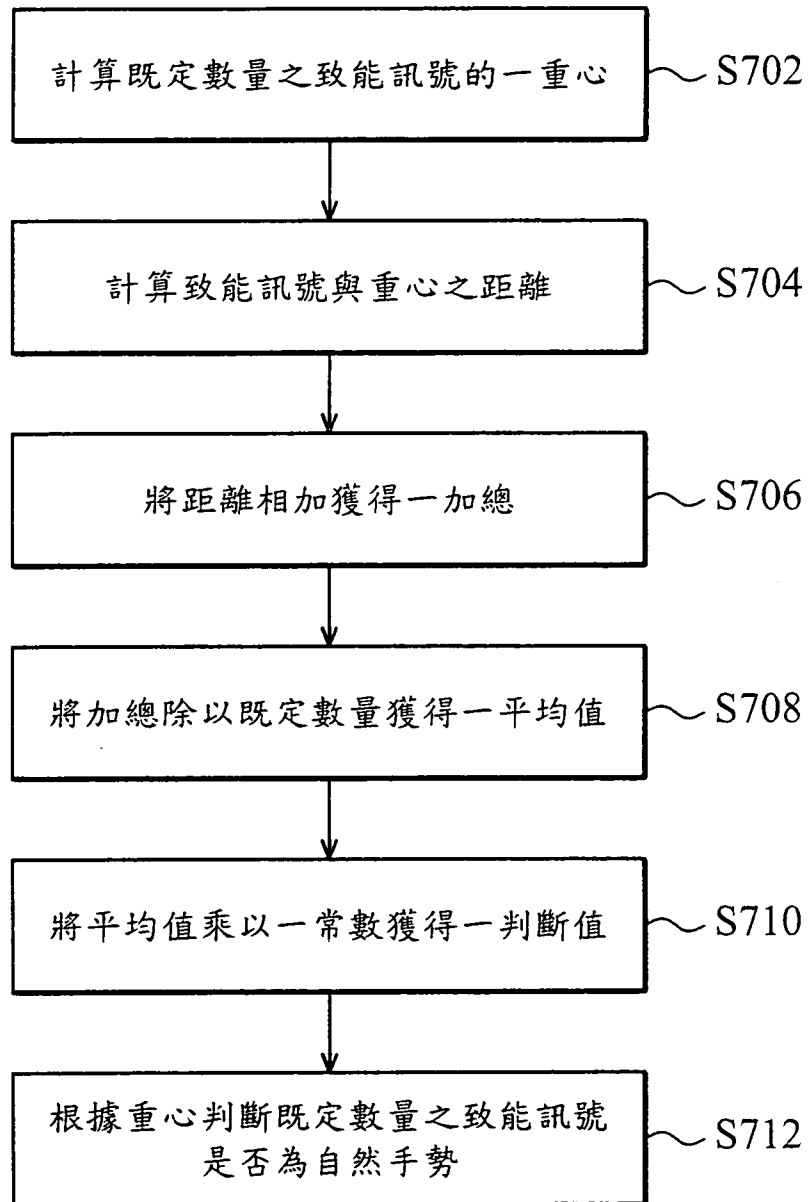 計算既定數量之致能訊號的一重心
S702
計算致能訊號與重心之距離
S704
將距離相加獲得一加總
S706
將加總除以既定數量獲得一平均值
S708
將平均值乘以一常數獲得一判斷值
S710
根據重心判斷既定數量之致能訊號
是否為自然手勢
S712